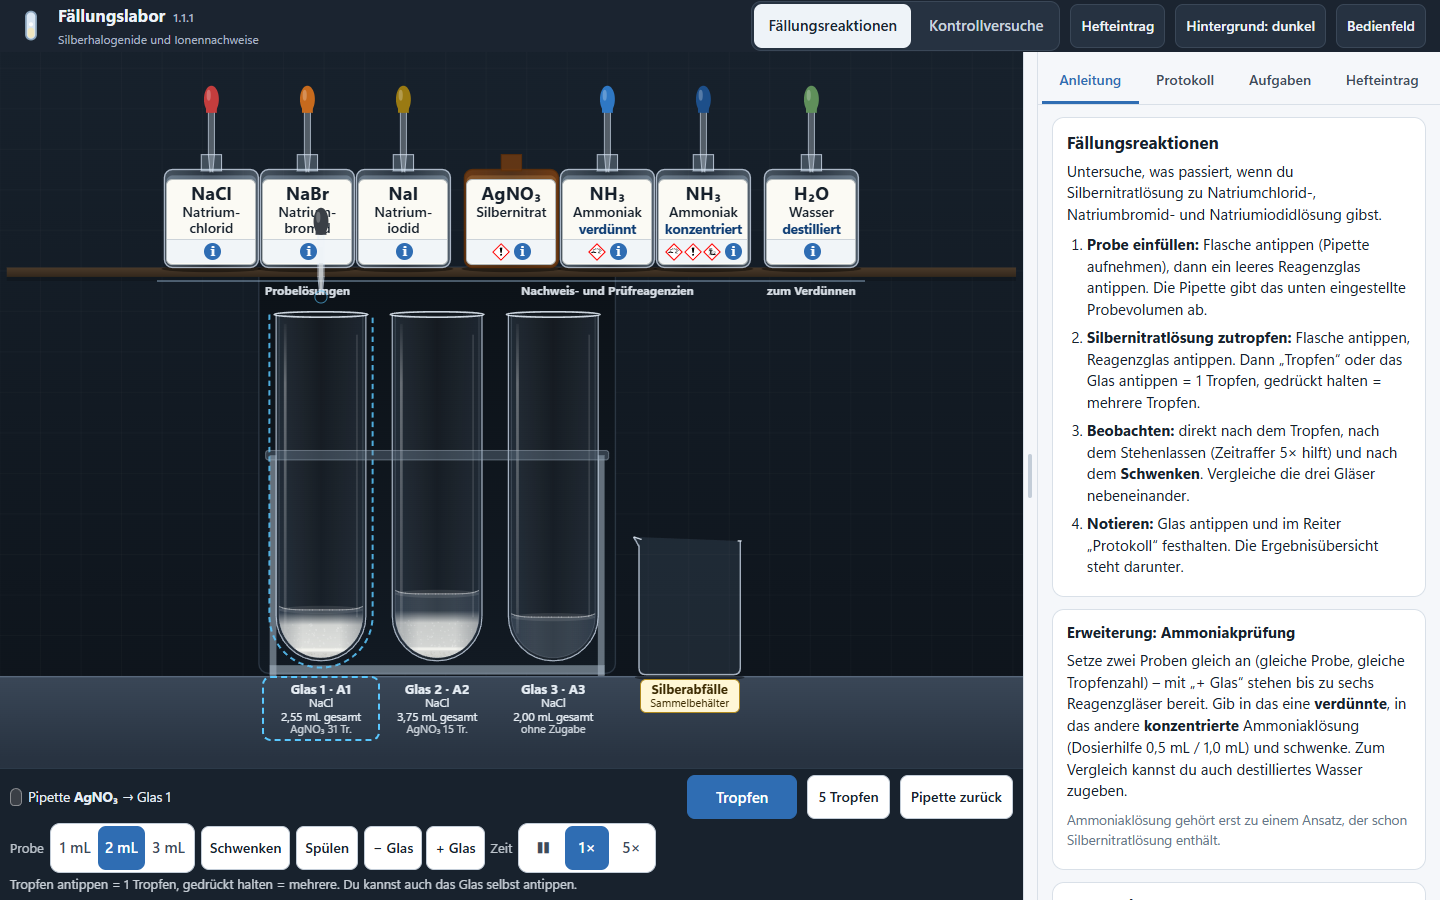 Fällungslabor 1.1.1
Silberhalogenide und Ionennachweise
Fällungsreaktionen
Kontrollversuche
Hefteintrag
Hintergrund: dunkel
Bedienfeld
NaCl
Natrium-
chlorid
NaBr
Natrium-
bromid
NaI
Natrium-
iodid
AgNO₃
Silbernitrat
NH₃
Ammoniak
verdünnt
NH₃
Ammoniak
konzentriert
H₂O
Wasser
destilliert
Probelösungen
Nachweis- und Prüfreagenzien
zum Verdünnen
Glas 1 · A1
NaCl
2,55 mL gesamt
AgNO₃ 31 Tr.
Glas 2 · A2
NaCl
3,75 mL gesamt
AgNO₃ 15 Tr.
Glas 3 · A3
NaCl
2,00 mL gesamt
ohne Zugabe
Silberabfälle
Sammelbehälter
Pipette AgNO₃ → Glas 1
Tropfen
5 Tropfen
Pipette zurück
Probe
1 mL
2 mL
3 mL
Schwenken
Spülen
− Glas
+ Glas
Zeit
1×
5×
Tropfen antippen = 1 Tropfen, gedrückt halten = mehrere. Du kannst auch das Glas selbst antippen.
Anleitung
Protokoll
Aufgaben
Hefteintrag
Fällungsreaktionen
Untersuche, was passiert, wenn du
Silbernitratlösung zu Natriumchlorid-,
Natriumbromid- und Natriumiodidlösung gibst.
1. Probe einfüllen: Flasche antippen (Pipette
aufnehmen), dann ein leeres Reagenzglas
antippen. Die Pipette gibt das unten eingestellte
Probevolumen ab.
2. Silbernitratlösung zutropfen: Flasche antippen,
Reagenzglas antippen. Dann „Tropfen“ oder das
Glas antippen = 1 Tropfen, gedrückt halten =
mehrere Tropfen.
3. Beobachten: direkt nach dem Tropfen, nach
dem Stehenlassen (Zeitraffer 5× hilft) und nach
dem Schwenken. Vergleiche die drei Gläser
nebeneinander.
4. Notieren: Glas antippen und im Reiter
„Protokoll“ festhalten. Die Ergebnisübersicht
steht darunter.
Erweiterung: Ammoniakprüfung
Setze zwei Proben gleich an (gleiche Probe, gleiche
Tropfenzahl) – mit „+ Glas“ stehen bis zu sechs
Reagenzgläser bereit. Gib in das eine verdünnte, in
das andere konzentrierte Ammoniaklösung
(Dosierhilfe 0,5 mL / 1,0 mL) und schwenke. Zum
Vergleich kannst du auch destilliertes Wasser
zugeben.
Ammoniaklösung gehört erst zu einem Ansatz, der schon
Silbernitratlösung enthält.